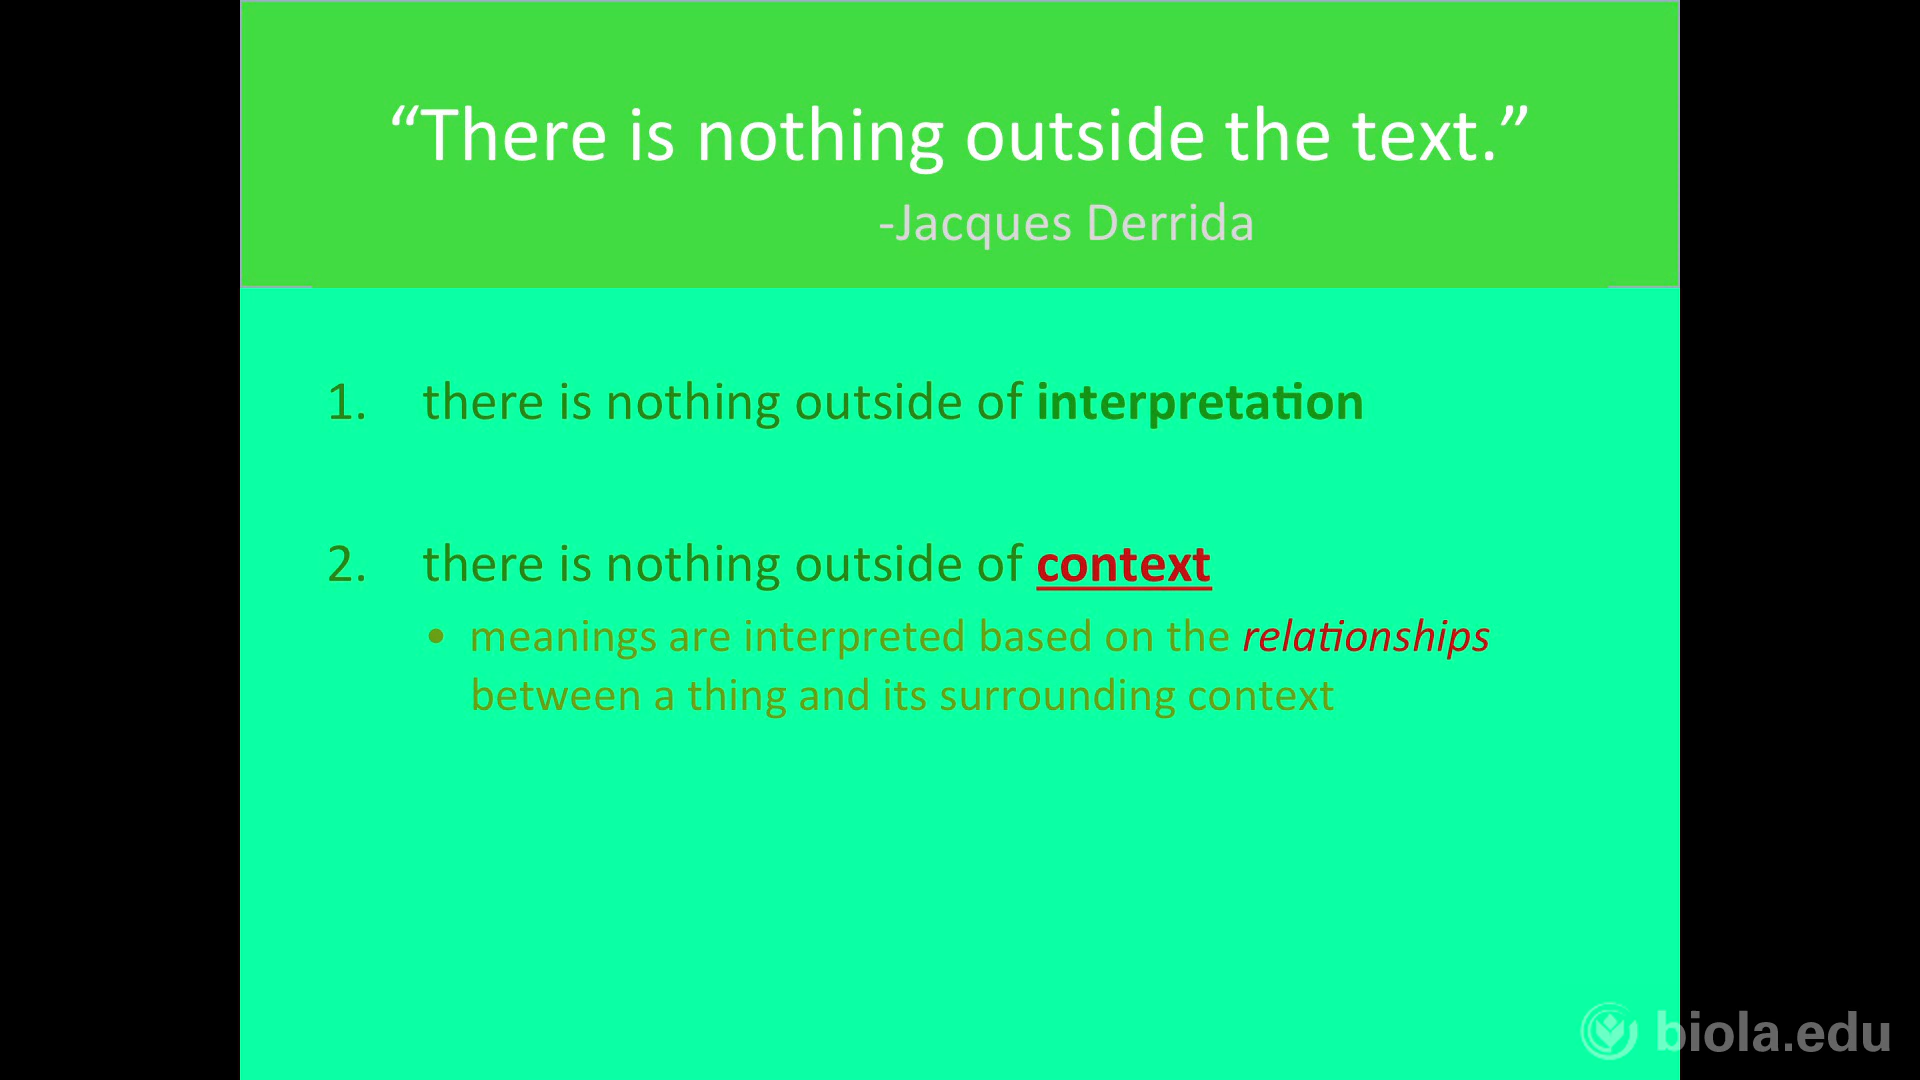 “There is nothing outside the text.”
-Jacques Derrida
1. there is nothing outside of interpretation
2. there is nothing outside of context
• meanings are interpreted based on the relationships
between a thing and its surrounding context
biola.edu